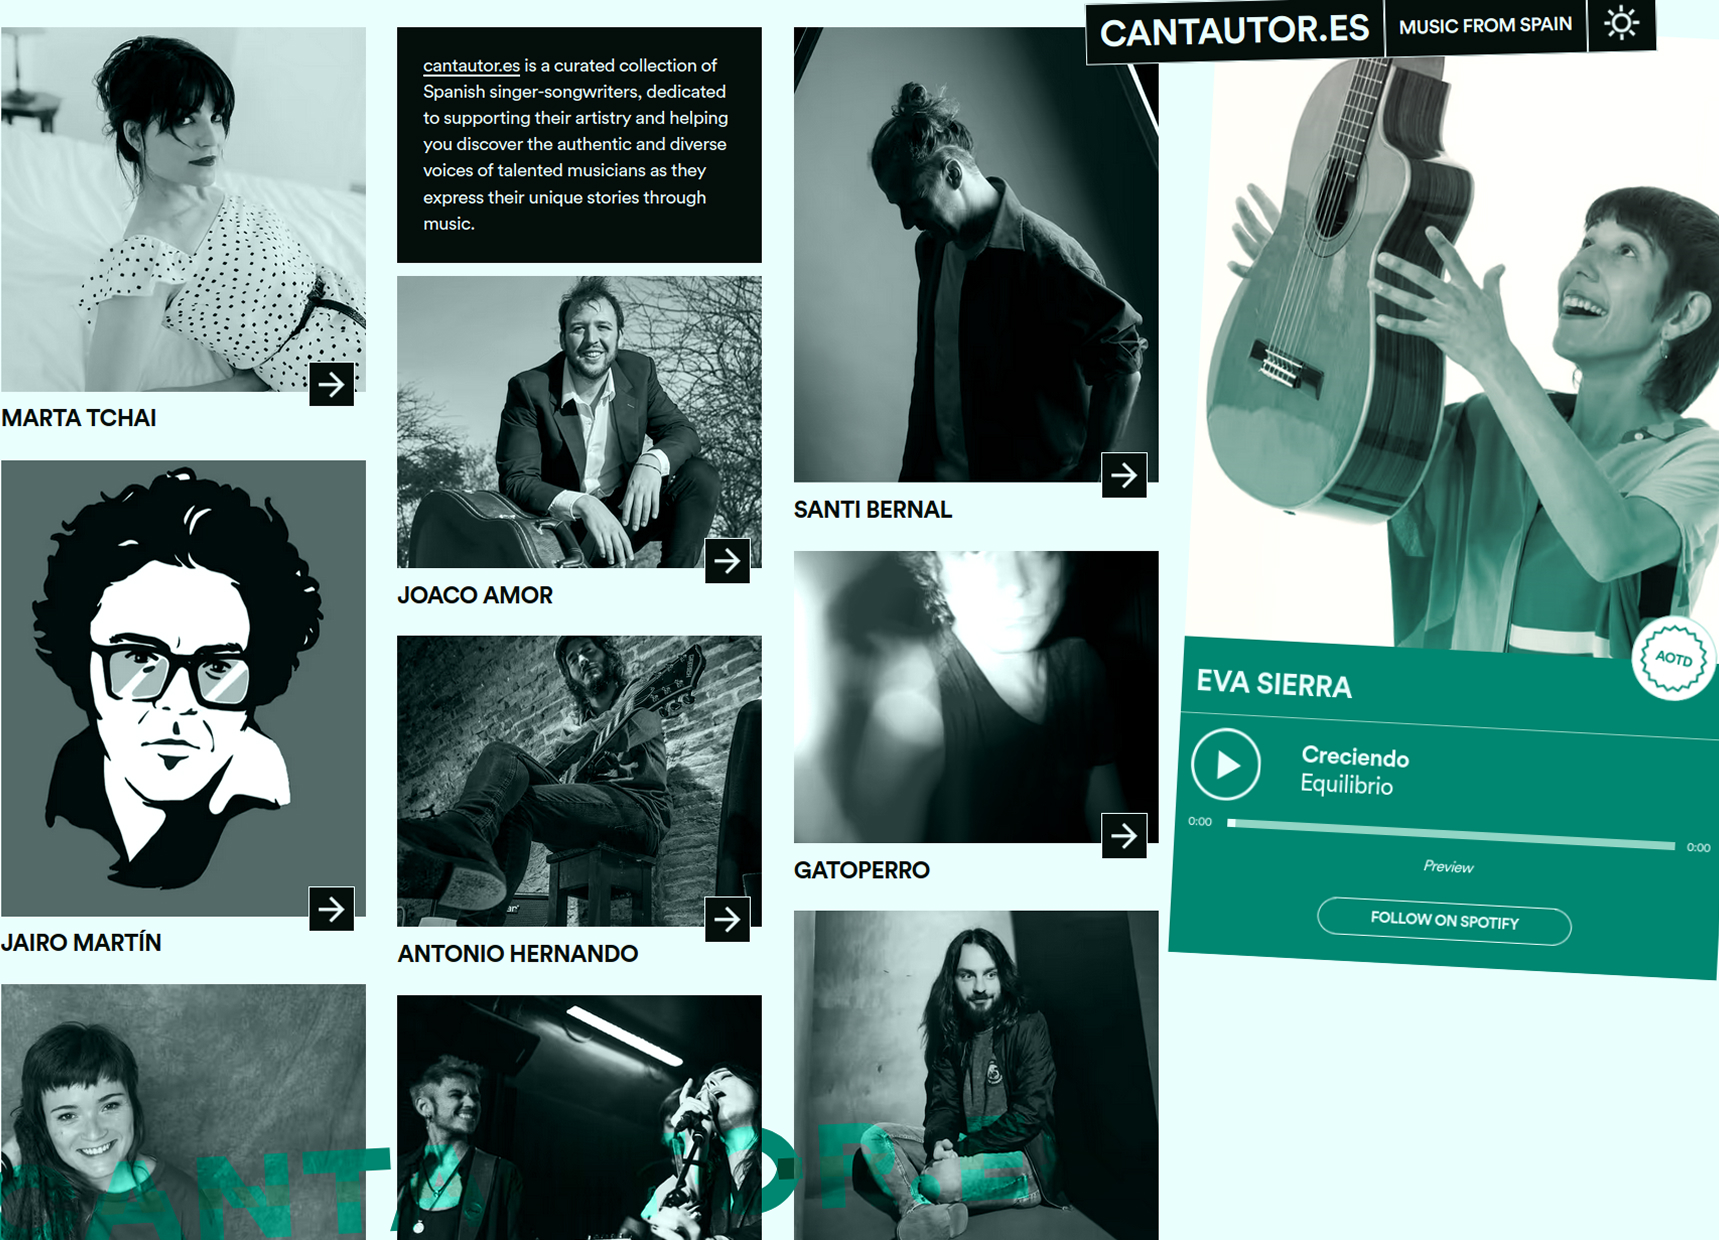 CANTAUTOR.ES
MUSIC FROM SPAIN
cantautor.es is a curated collection of
Spanish singer-songwriters, dedicated
to supporting their artistry and helping
you discover the authentic and diverse
voices of talented musicians as they
express their unique stories through
music.
MARTA TCHAI
JAIRO MARTÍN
JOACO AMOR
ANTONIO HERNANDO
SANTI BERNAL
GATOPERRO
AOTD
EVA SIERRA
Creciendo
Equilibrio
0:00
0:00
Preview
FOLLOW ON SPOTIFY